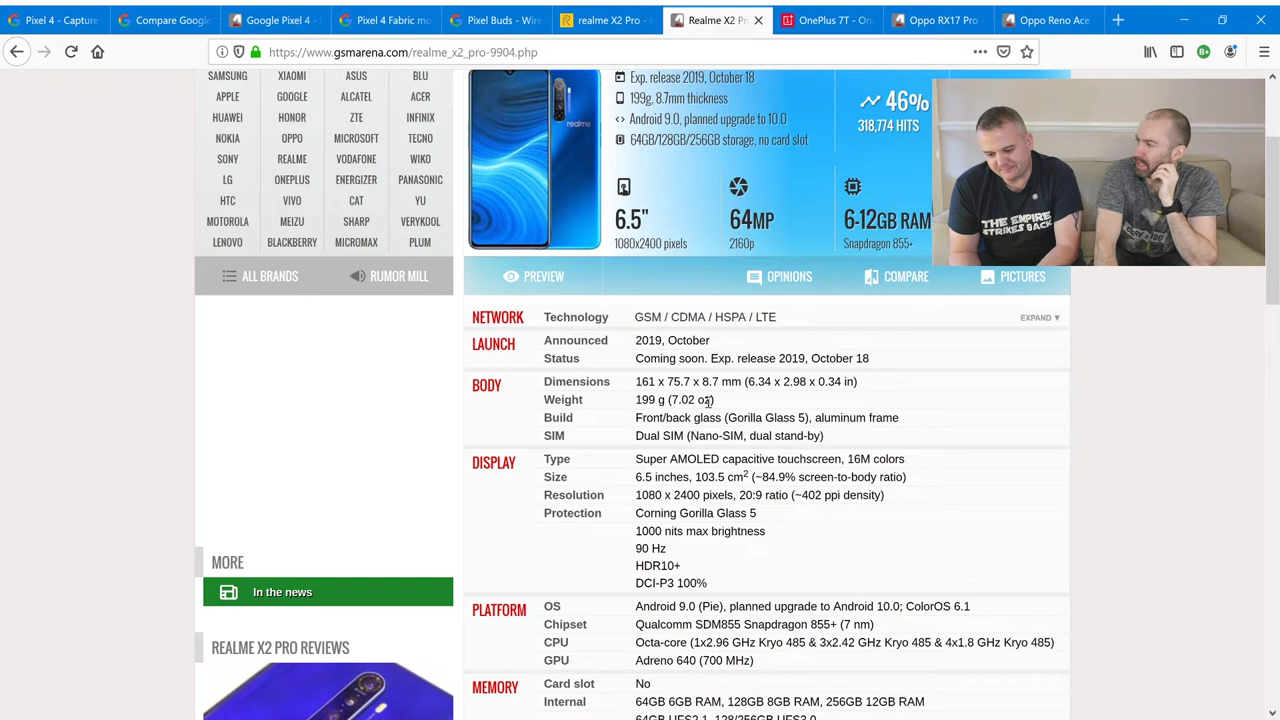 Pixel 4 - Capture
Compare Google
Google Pixel 4 -
Pixel 4 Fabric mo
Pixel Buds - Wire
realme X2 Pro -
Realme X2 Pr
OnePlus 7T - On
Oppo RX17 Pro
Oppo Reno Ace
https://www.gsmarena.com/realme_x2_pro-9904.php
SAMSUNG XIAOMI ASUS BLU
APPLE GOOGLE ALCATEL ACER
HUAWEI HONOR ZTE INFINIX
NOKIA OPPO MICROSOFT TECNO
SONY REALME VODAFONE WIKO
LG ONEPLUS ENERGIZER PANASONIC
HTC VIVO CAT YU
MOTOROLA MEIZU SHARP VERYKOOL
LENOVO BLACKBERRY MICROMAX PLUM
ALL BRANDS RUMOR MILL
realme
Exp. release 2019, October 18
199g, 8.7mm thickness
Android 9.0, planned upgrade to 10.0
64GB/128GB/256GB storage, no card slot
46%
318,774 HITS
6.5"
1080x2400 pixels
64MP
2160p
6-12GB RAM
Snapdragon 855+
THE EMPIRE
STRIKES BACK
PREVIEW OPINIONS COMPARE PICTURES
NETWORK Technology GSM / CDMA / HSPA / LTE EXPAND ▼
LAUNCH Announced 2019, October
Status Coming soon. Exp. release 2019, October 18
BODY Dimensions 161 x 75.7 x 8.7 mm (6.34 x 2.98 x 0.34 in)
Weight 199 g (7.02 oz)
Build Front/back glass (Gorilla Glass 5), aluminum frame
SIM Dual SIM (Nano-SIM, dual stand-by)
DISPLAY Type Super AMOLED capacitive touchscreen, 16M colors
Size 6.5 inches, 103.5 cm2 (~84.9% screen-to-body ratio)
Resolution 1080 x 2400 pixels, 20:9 ratio (~402 ppi density)
Protection Corning Gorilla Glass 5
1000 nits max brightness
90 Hz
HDR10+
DCI-P3 100%
PLATFORM OS Android 9.0 (Pie), planned upgrade to Android 10.0; ColorOS 6.1
Chipset Qualcomm SDM855 Snapdragon 855+ (7 nm)
CPU Octa-core (1x2.96 GHz Kryo 485 & 3x2.42 GHz Kryo 485 & 4x1.8 GHz Kryo 485)
GPU Adreno 640 (700 MHz)
MEMORY Card slot No
Internal 64GB 6GB RAM, 128GB 8GB RAM, 256GB 12GB RAM
64GB UFS2.1, 128/256GB UFS3.0
MORE
In the news
REALME X2 PRO REVIEWS